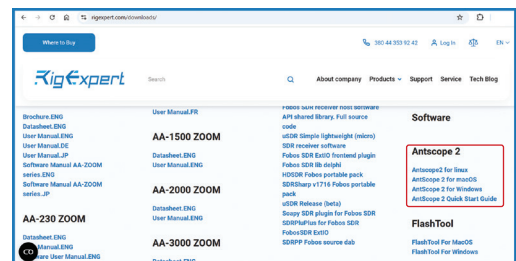 rigexpert.com/downloads/
Where to Buy
380 44 353 92 42
Log In
EN
RigExpert
Search
About company
Products
Support
Service
Tech Blog
Brochure.ENG
Datasheet.ENG
User Manual.ENG
User Manual.DE
User Manual.JP
Software Manual AA-ZOOM
series.ENG
Software Manual AA-ZOOM
series.JP
AA-230 ZOOM
Datasheet.ENG
Manual.ENG
ware User Manual.ENG
User Manual.FR
AA-1500 ZOOM
Datasheet.ENG
User Manual.ENG
AA-2000 ZOOM
Datasheet.ENG
User Manual.ENG
AA-3000 ZOOM
Datasheet.ENG
Fobos SDR receiver host software
API shared library. Full source
code
uSDR Simple lightweight (micro)
SDR receiver software
Fobos SDR ExtIO frontend plugin
Fobos SDR lib delphi
HDSDR Fobos portable pack
SDRSharp v1716 Fobos portable
pack
uSDR Release (beta)
Soapy SDR plugin for Fobos SDR
SDRPluPlus for Fobos SDR
FobosSDR ExtIO
SDRPP Fobos source dab
Software
Antscope 2
Antscope2 for linux
AntScope 2 for macOS
AntScope 2 for Windows
AntScope 2 Quick Start Guide
FlashTool
FlashTool For MacOS
FlashTool For Windows